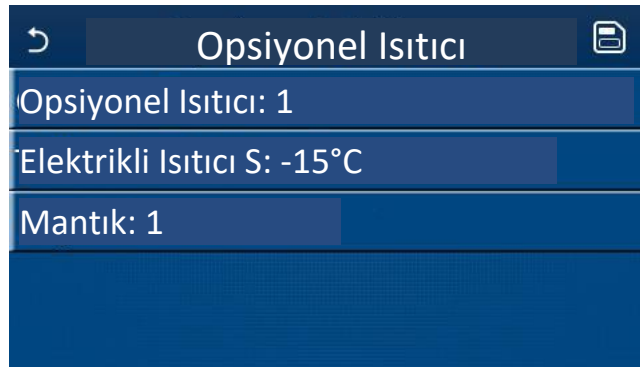 Opsiyonel Isıtıcı
Opsiyonel Isıtıcı: 1
Elektrikli Isıtıcı S: -15°C
Mantık: 1